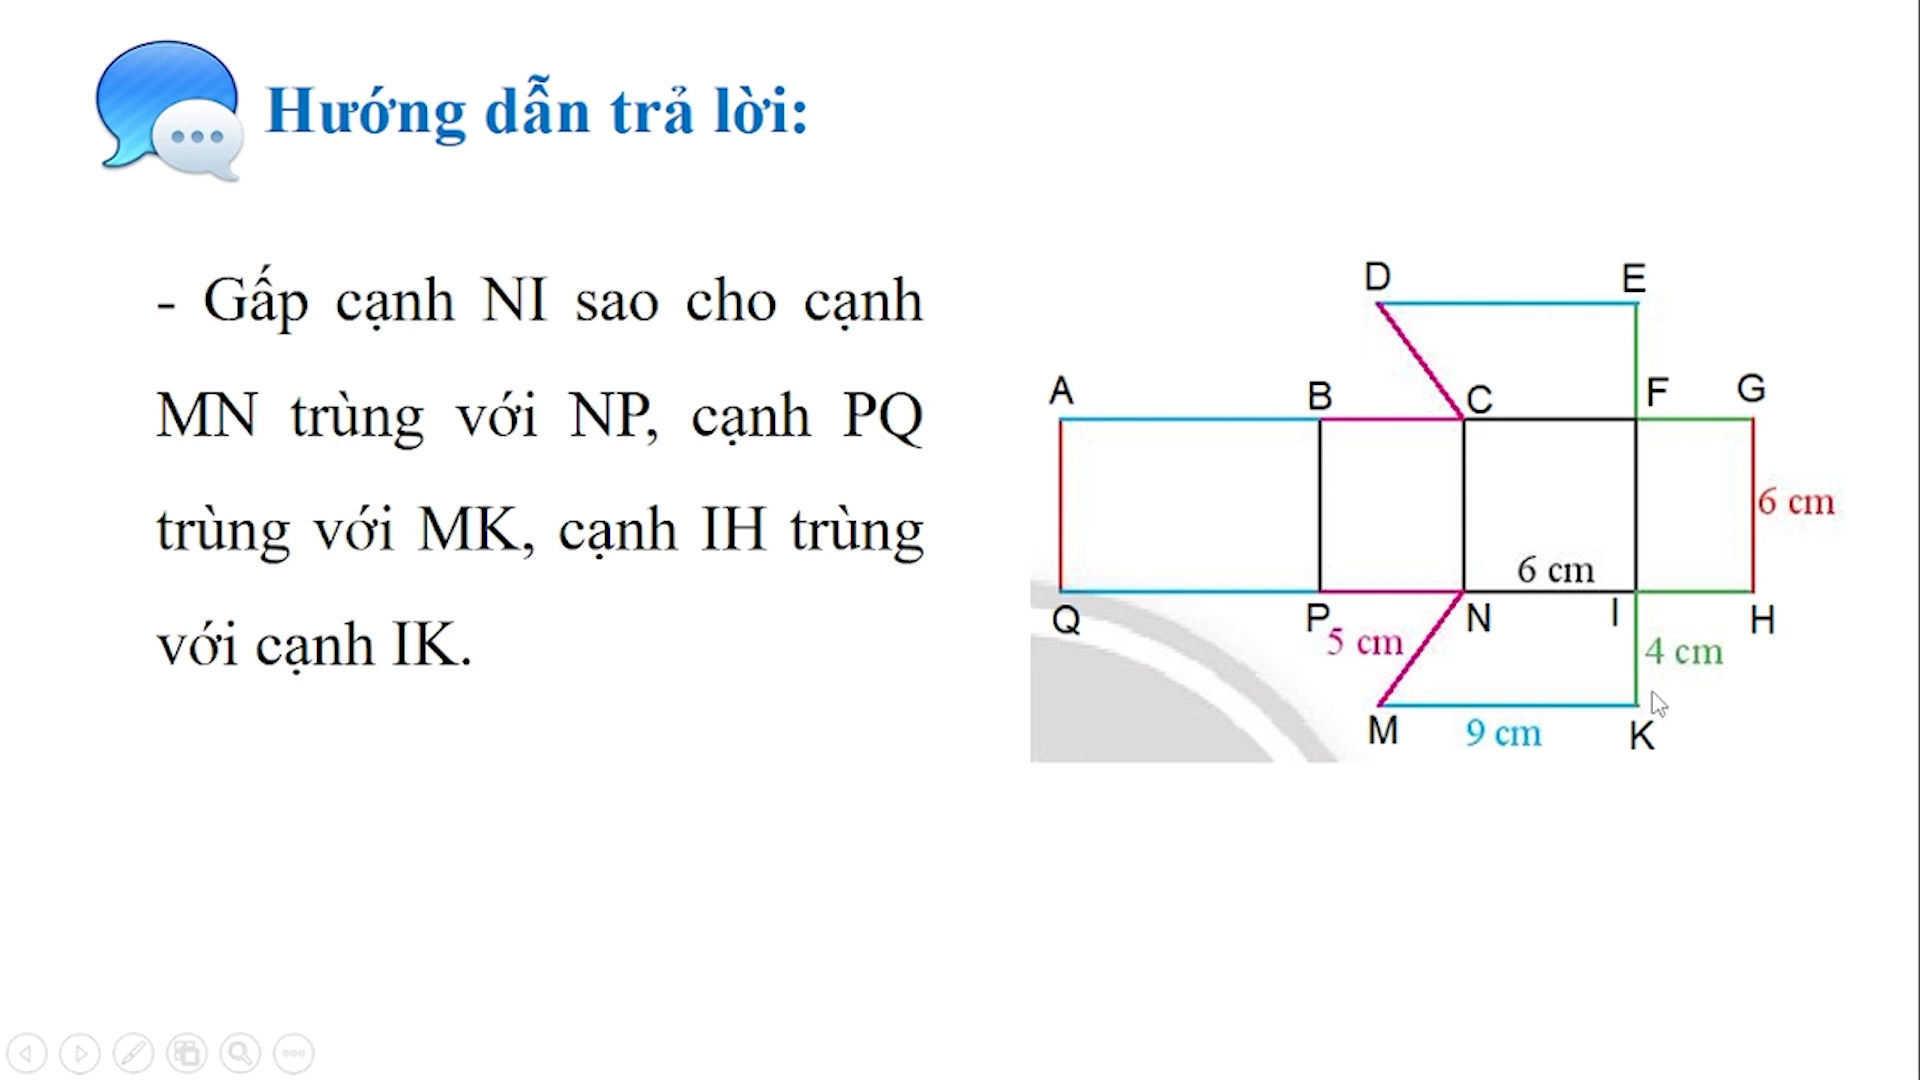 Hướng dẫn trả lời:
- Gấp cạnh NI sao cho cạnh
MN trùng với NP, cạnh PQ
trùng với MK, cạnh IH trùng
với cạnh IK.
D E
A B C F G
6 cm
6 cm
Q P N I H
5 cm 4 cm
M 9 cm K